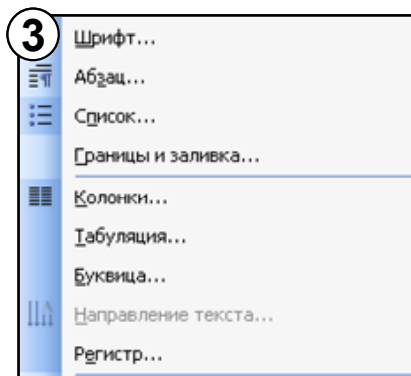 3
Шрифт...
Абзац...
Список...
Границы и заливка...
Колонки...
Табуляция...
Буквица...
Направление текста...
Регистр...